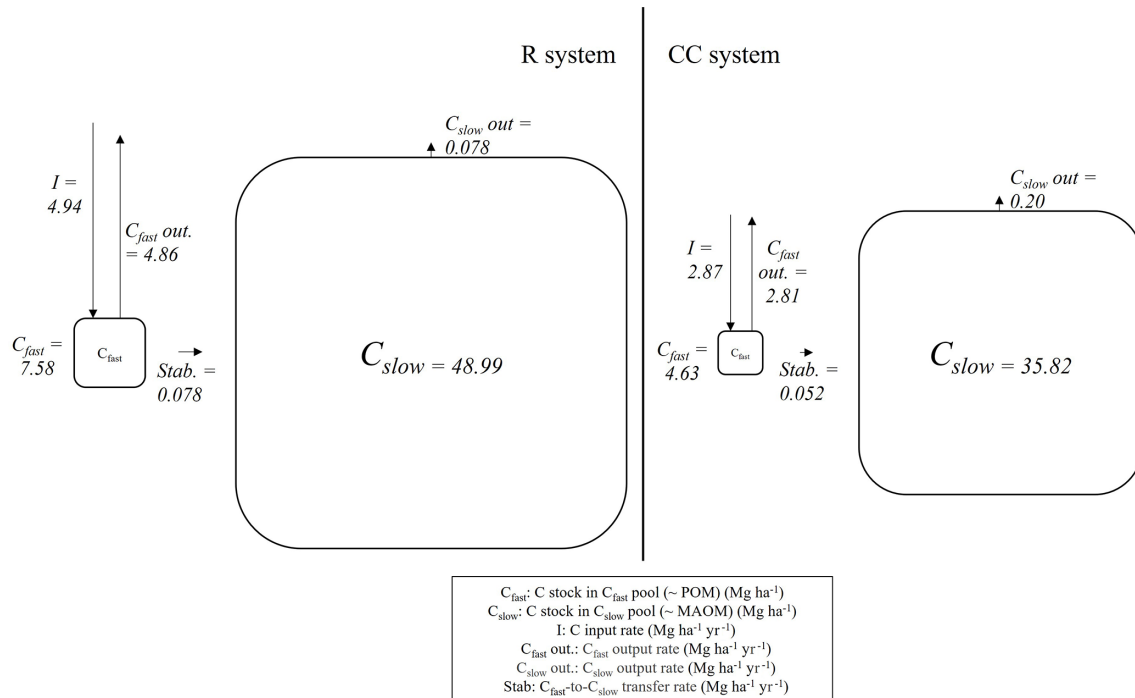 R system
CC system
C_slow out =
0.078
I =
4.94
C_fast out.
= 4.86
C_fast =
7.58
C_fast
Stab. =
0.078
C_slow = 48.99
C_slow out =
0.20
I =
2.87
C_fast
out. =
2.81
C_fast =
4.63
C_fast
Stab. =
0.052
C_slow = 35.82
C_fast: C stock in C_fast pool (~ POM) (Mg ha⁻¹)
C_slow: C stock in C_slow pool (~ MAOM) (Mg ha⁻¹)
I: C input rate (Mg ha⁻¹ yr⁻¹)
C_fast out.: C_fast output rate (Mg ha⁻¹ yr⁻¹)
C_slow out.: C_slow output rate (Mg ha⁻¹ yr⁻¹)
Stab: C_fast-to-C_slow transfer rate (Mg ha⁻¹ yr⁻¹)